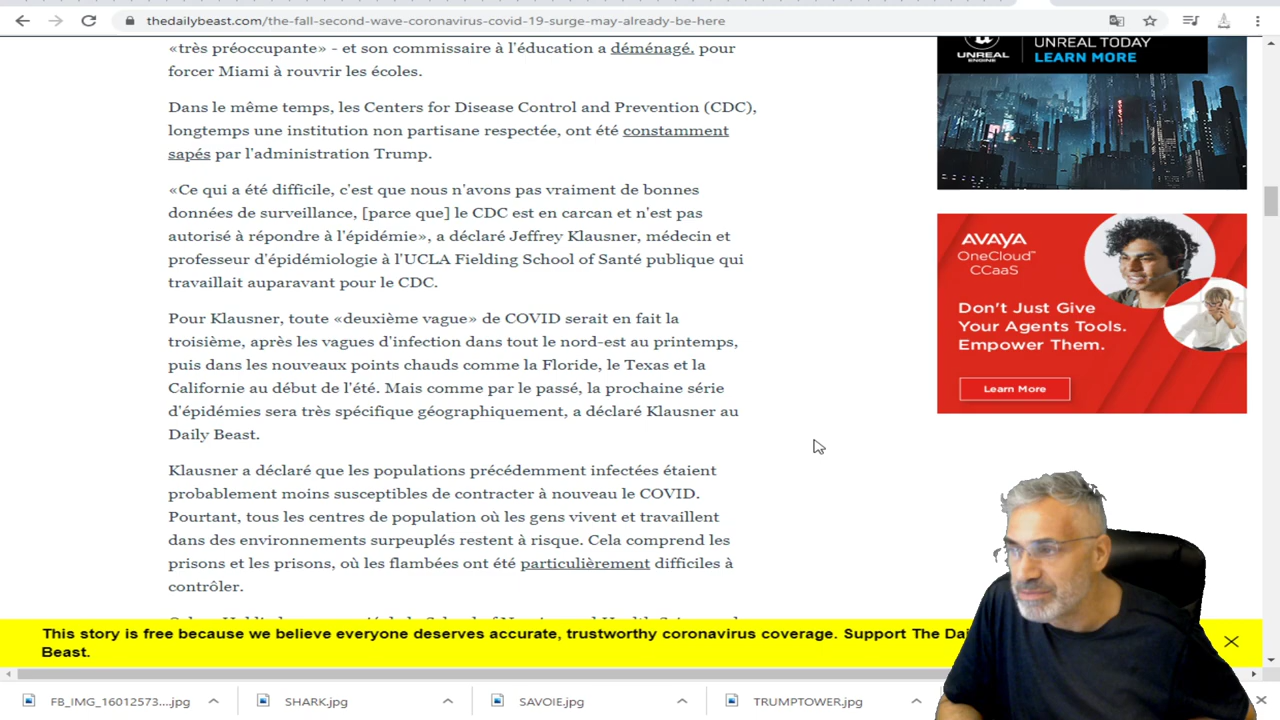 thedailybeast.com/the-fall-second-wave-coronavirus-covid-19-surge-may-already-be-here
«très préoccupante» - et son commissaire à l'éducation a déménagé. pour
forcer Miami à rouvrir les écoles.
Dans le même temps, les Centers for Disease Control and Prevention (CDC),
longtemps une institution non partisane respectée, ont été constamment
sapés par l'administration Trump.
«Ce qui a été difficile, c'est que nous n'avons pas vraiment de bonnes
données de surveillance, [parce que] le CDC est en carcan et n'est pas
autorisé à répondre à l'épidémie», a déclaré Jeffrey Klausner, médecin et
professeur d'épidémiologie à l'UCLA Fielding School of Santé publique qui
travaillait auparavant pour le CDC.
Pour Klausner, toute «deuxième vague» de COVID serait en fait la
troisième, après les vagues d'infection dans tout le nord-est au printemps,
puis dans les nouveaux points chauds comme la Floride, le Texas et la
Californie au début de l'été. Mais comme par le passé, la prochaine série
d'épidémies sera très spécifique géographiquement, a déclaré Klausner au
Daily Beast.
Klausner a déclaré que les populations précédemment infectées étaient
probablement moins susceptibles de contracter à nouveau le COVID.
Pourtant, tous les centres de population où les gens vivent et travaillent
dans des environnements surpeuplés restent à risque. Cela comprend les
prisons et les prisons, où les flambées ont été particulièrement difficiles à
contrôler.
UNREAL ENGINE
UNREAL TODAY
LEARN MORE
AVAYA
OneCloud™
CCaaS
Don't Just Give
Your Agents Tools.
Empower Them.
Learn More
This story is free because we believe everyone deserves accurate, trustworthy coronavirus coverage. Support The Dai
Beast.
FB_IMG_16012573....jpg
SHARK.jpg
SAVOIE.jpg
TRUMPTOWER.jpg